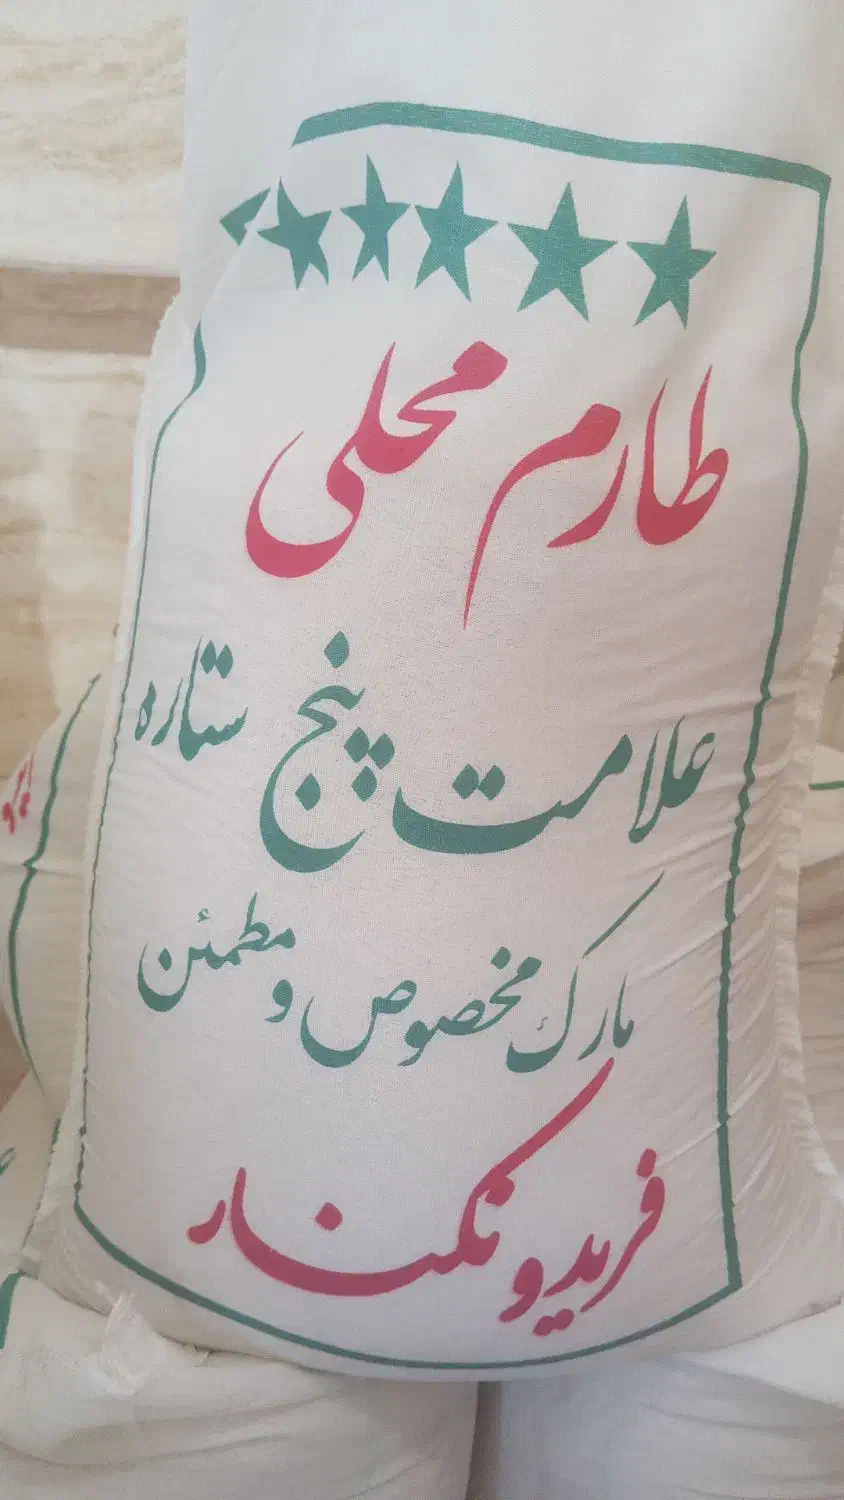 طارم محلی
علامت پنج ستاره
مارک مخصوص و مطمئن
فریدونکنار